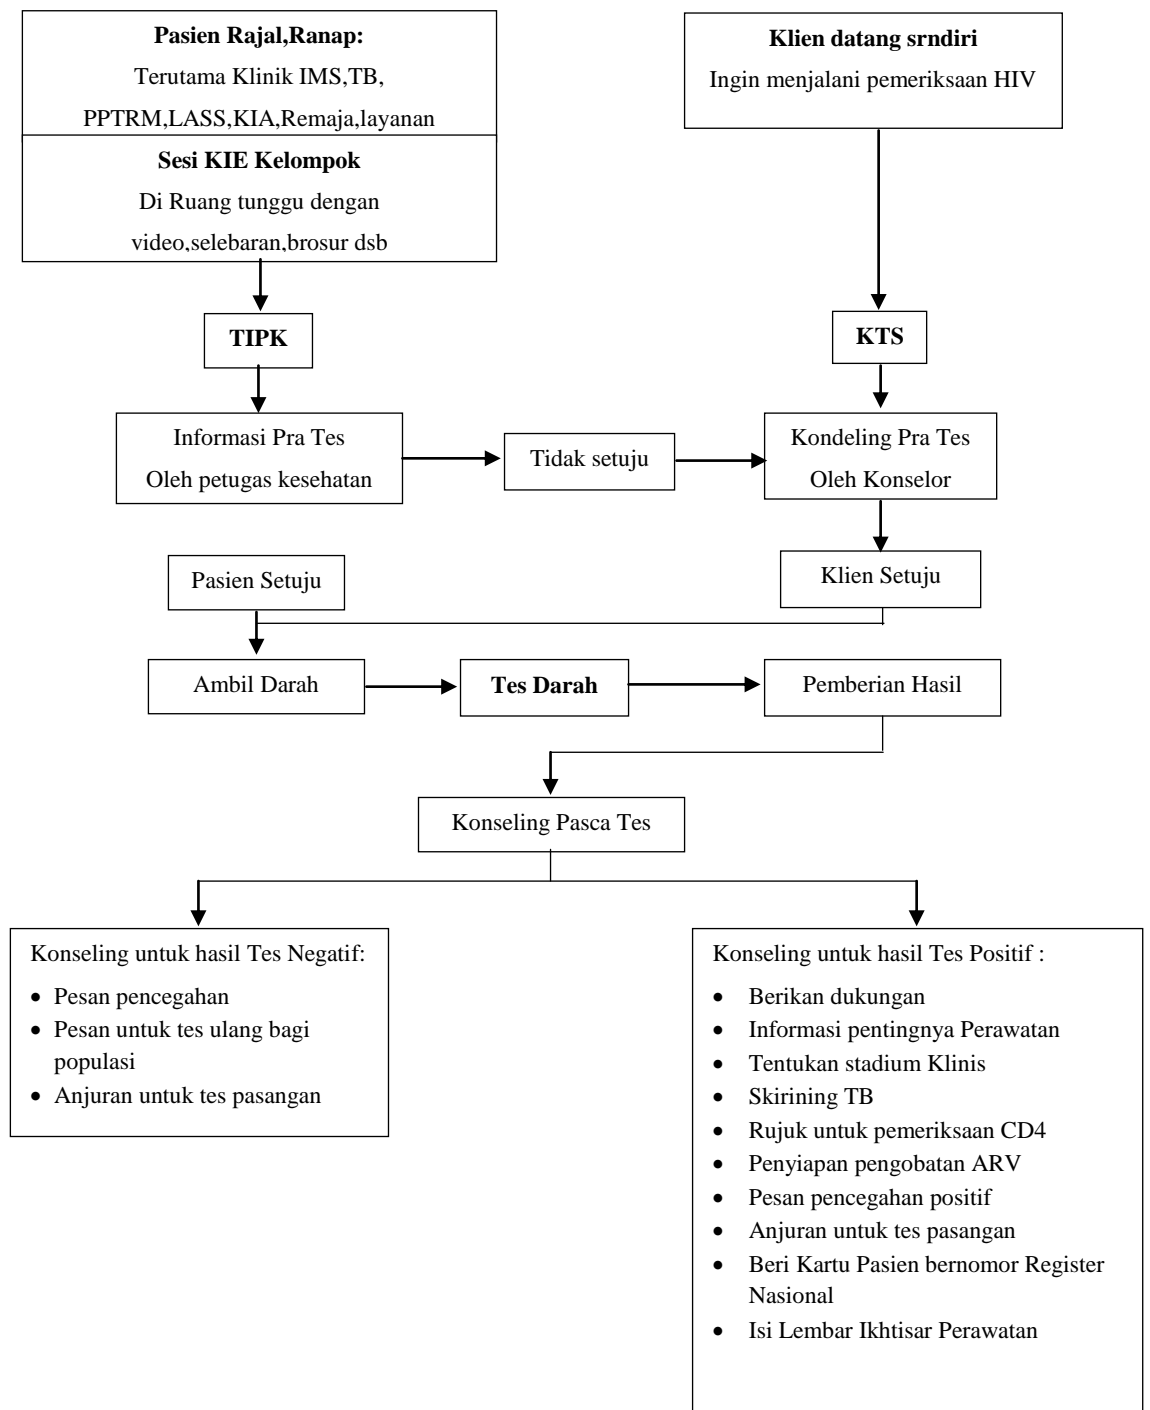 Pasien Rajal,Ranap:
Terutama Klinik IMS,TB,
PPTRM,LASS,KIA,Remaja,layanan
Sesi KIE Kelompok
Di Ruang tunggu dengan
video,selebaran,brosur dsb
Klien datang srndiri
Ingin menjalani pemeriksaan HIV
TIPK
KTS
Informasi Pra Tes
Oleh petugas kesehatan
Tidak setuju
Kondeling Pra Tes
Oleh Konselor
Pasien Setuju
Klien Setuju
Ambil Darah
Tes Darah
Pemberian Hasil
Konseling Pasca Tes
Konseling untuk hasil Tes Negatif:
• Pesan pencegahan
• Pesan untuk tes ulang bagi
populasi
• Anjuran untuk tes pasangan
Konseling untuk hasil Tes Positif :
• Berikan dukungan
• Informasi pentingnya Perawatan
• Tentukan stadium Klinis
• Skirining TB
• Rujuk untuk pemeriksaan CD4
• Penyiapan pengobatan ARV
• Pesan pencegahan positif
• Anjuran untuk tes pasangan
• Beri Kartu Pasien bernomor Register
Nasional
• Isi Lembar Ikhtisar Perawatan